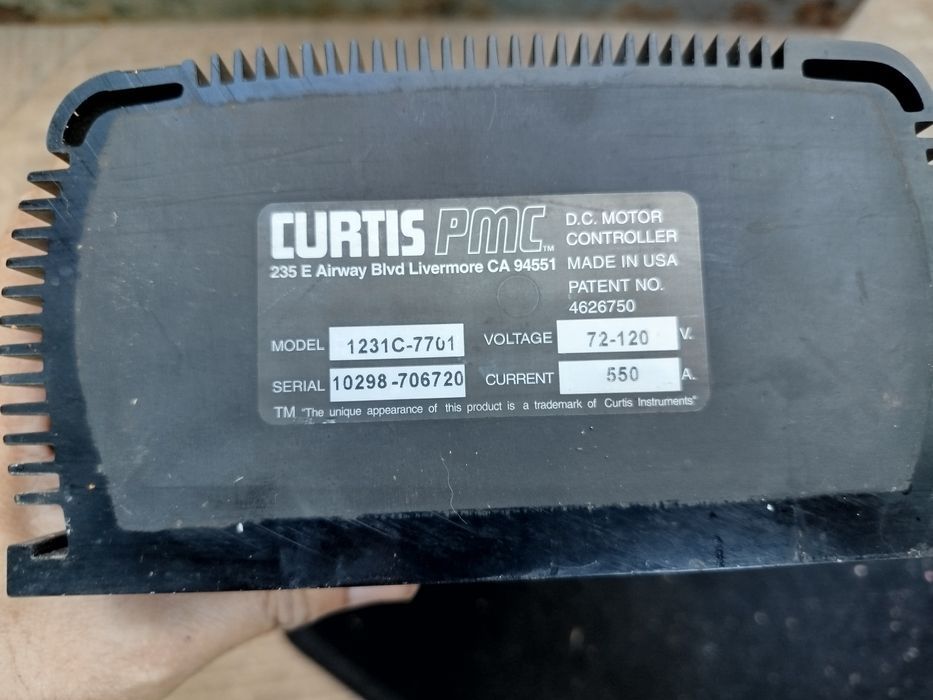 CURTIS PMC™
235 E Airway Blvd Livermore CA 94551
D.C. MOTOR
CONTROLLER
MADE IN USA
PATENT NO.
4626750
MODEL 1231C-7701
VOLTAGE 72-120 V.
SERIAL 10298-706720
CURRENT 550 A.
TM "The unique appearance of this product is a trademark of Curtis Instruments"